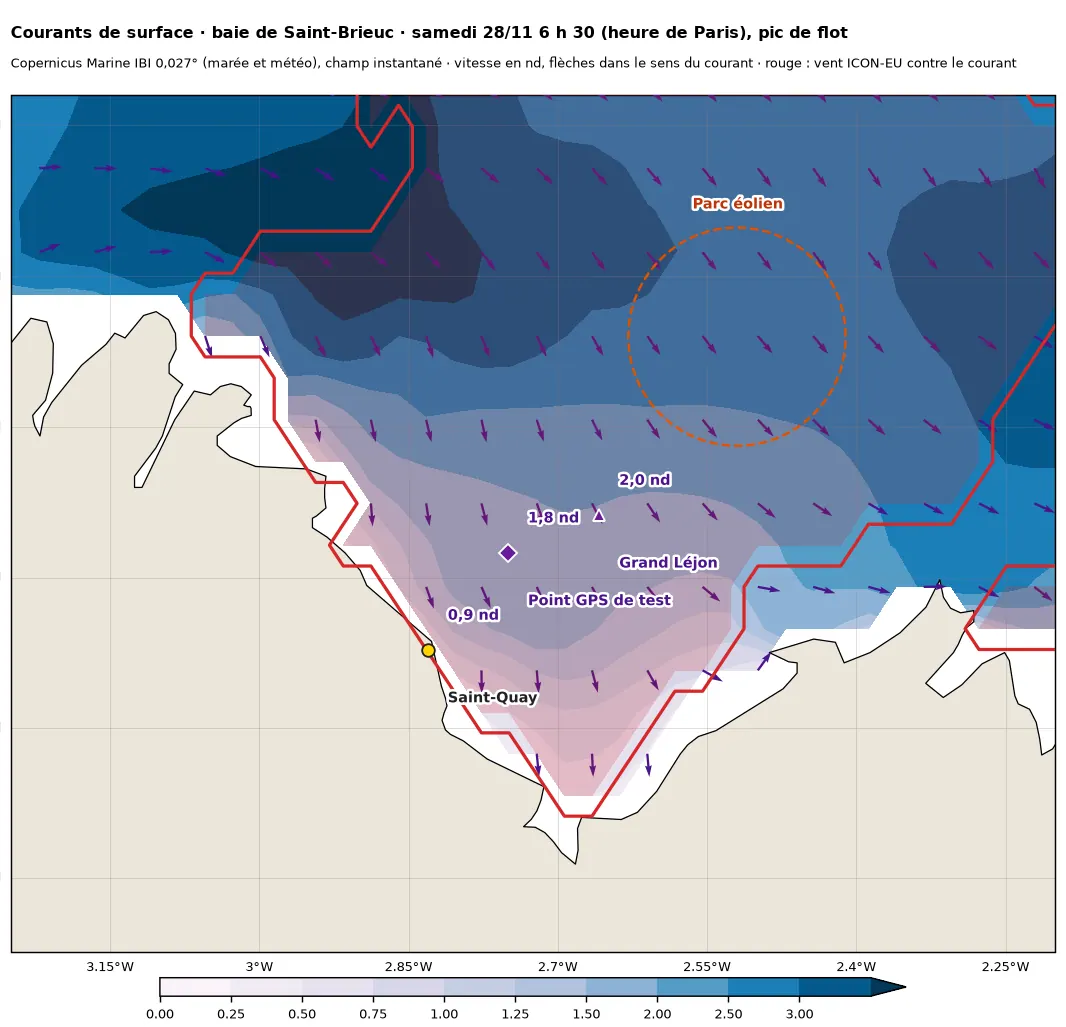 Courants de surface · baie de Saint-Brieuc · samedi 28/11 6 h 30 (heure de Paris), pic de flot
Copernicus Marine IBI 0,027° (marée et météo), champ instantané · vitesse en nd, flèches dans le sens du courant · rouge : vent ICON-EU contre le courant
Parc éolien
2,0 nd
1,8 nd
Grand Léjon
Point GPS de test
0,9 nd
Saint-Quay
3.15°W 3°W 2.85°W 2.7°W 2.55°W 2.4°W 2.25°W
0.00 0.25 0.50 0.75 1.00 1.25 1.50 2.00 2.50 3.00